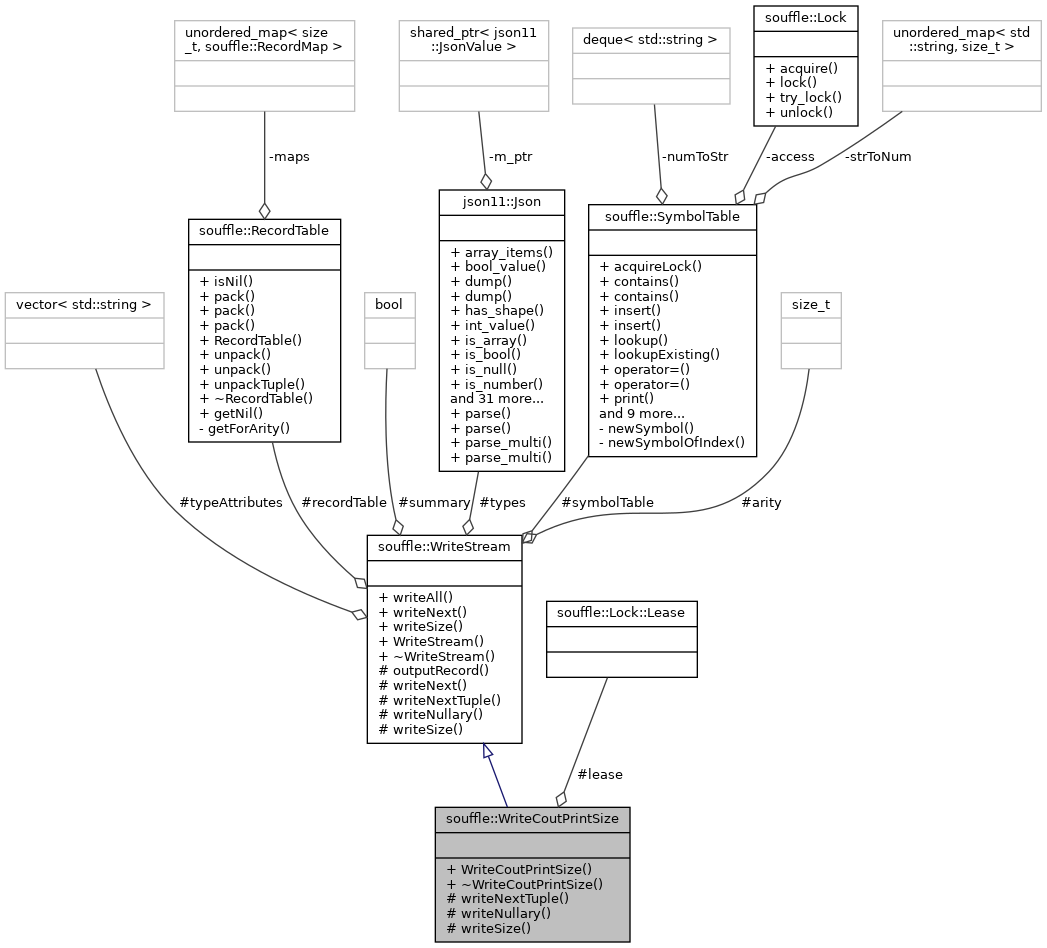 unordered_map< size
_t, souffle::RecordMap >
shared_ptr< json11
::JsonValue >
deque< std::string >
souffle::Lock
+ acquire()
+ lock()
+ try_lock()
+ unlock()
unordered_map< std
::string, size_t >
-maps
-m_ptr
-numToStr
-access
-strToNum
vector< std::string >
souffle::RecordTable
+ isNil()
+ pack()
+ pack()
+ pack()
+ RecordTable()
+ unpack()
+ unpack()
+ unpackTuple()
+ ~RecordTable()
+ getNil()
- getForArity()
bool
json11::Json
+ array_items()
+ bool_value()
+ dump()
+ dump()
+ has_shape()
+ int_value()
+ is_array()
+ is_bool()
+ is_null()
+ is_number()
and 31 more...
+ parse()
+ parse()
+ parse_multi()
+ parse_multi()
souffle::SymbolTable
+ acquireLock()
+ contains()
+ contains()
+ insert()
+ insert()
+ lookup()
+ lookupExisting()
+ operator=()
+ operator=()
+ print()
and 9 more...
- newSymbol()
- newSymbolOfIndex()
size_t
#typeAttributes
#recordTable
#summary
#types
#symbolTable
#arity
souffle::WriteStream
+ writeAll()
+ writeNext()
+ writeSize()
+ WriteStream()
+ ~WriteStream()
# outputRecord()
# writeNext()
# writeNextTuple()
# writeNullary()
# writeSize()
souffle::Lock::Lease
#lease
souffle::WriteCoutPrintSize
+ WriteCoutPrintSize()
+ ~WriteCoutPrintSize()
# writeNextTuple()
# writeNullary()
# writeSize()